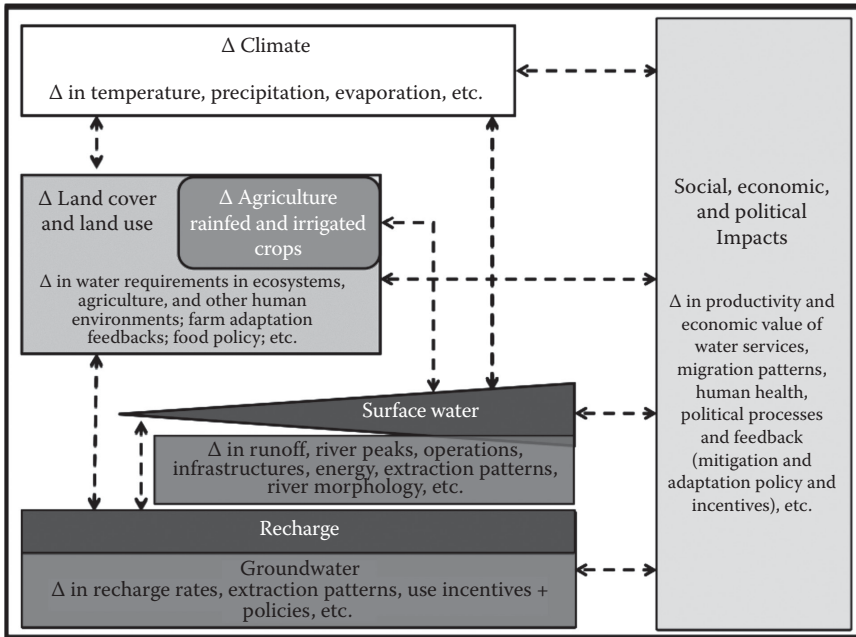 Δ Climate
Δ in temperature, precipitation, evaporation, etc.
Δ Land cover
and land use
Δ Agriculture
rainfed and irrigated
crops
Δ in water requirements in ecosystems,
agriculture, and other human
environments; farm adaptation
feedbacks; food policy; etc.
Surface water
Δ in runoff, river peaks, operations,
infrastructures, energy, extraction patterns,
river morphology, etc.
Recharge
Groundwater
Δ in recharge rates, extraction patterns, use incentives +
policies, etc.
Social, economic,
and political
Impacts
Δ in productivity and
economic value of
water services,
migration patterns,
human health,
political processes
and feedback
(mitigation and
adaptation policy and
incentives), etc.